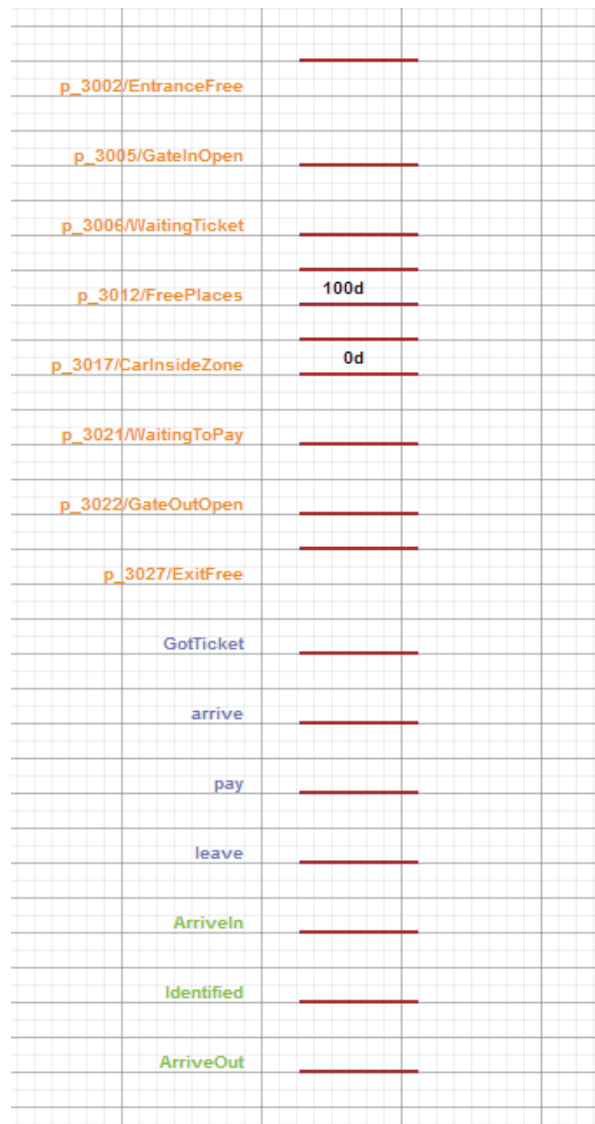 p_3002/EntranceFree
p_3005/GateInOpen
p_3006/WaitingTicket
p_3012/FreePlaces 100d
p_3017/CarInsideZone 0d
p_3021/WaitingToPay
p_3022/GateOutOpen
p_3027/ExitFree
GotTicket
arrive
pay
leave
ArriveIn
Identified
ArriveOut